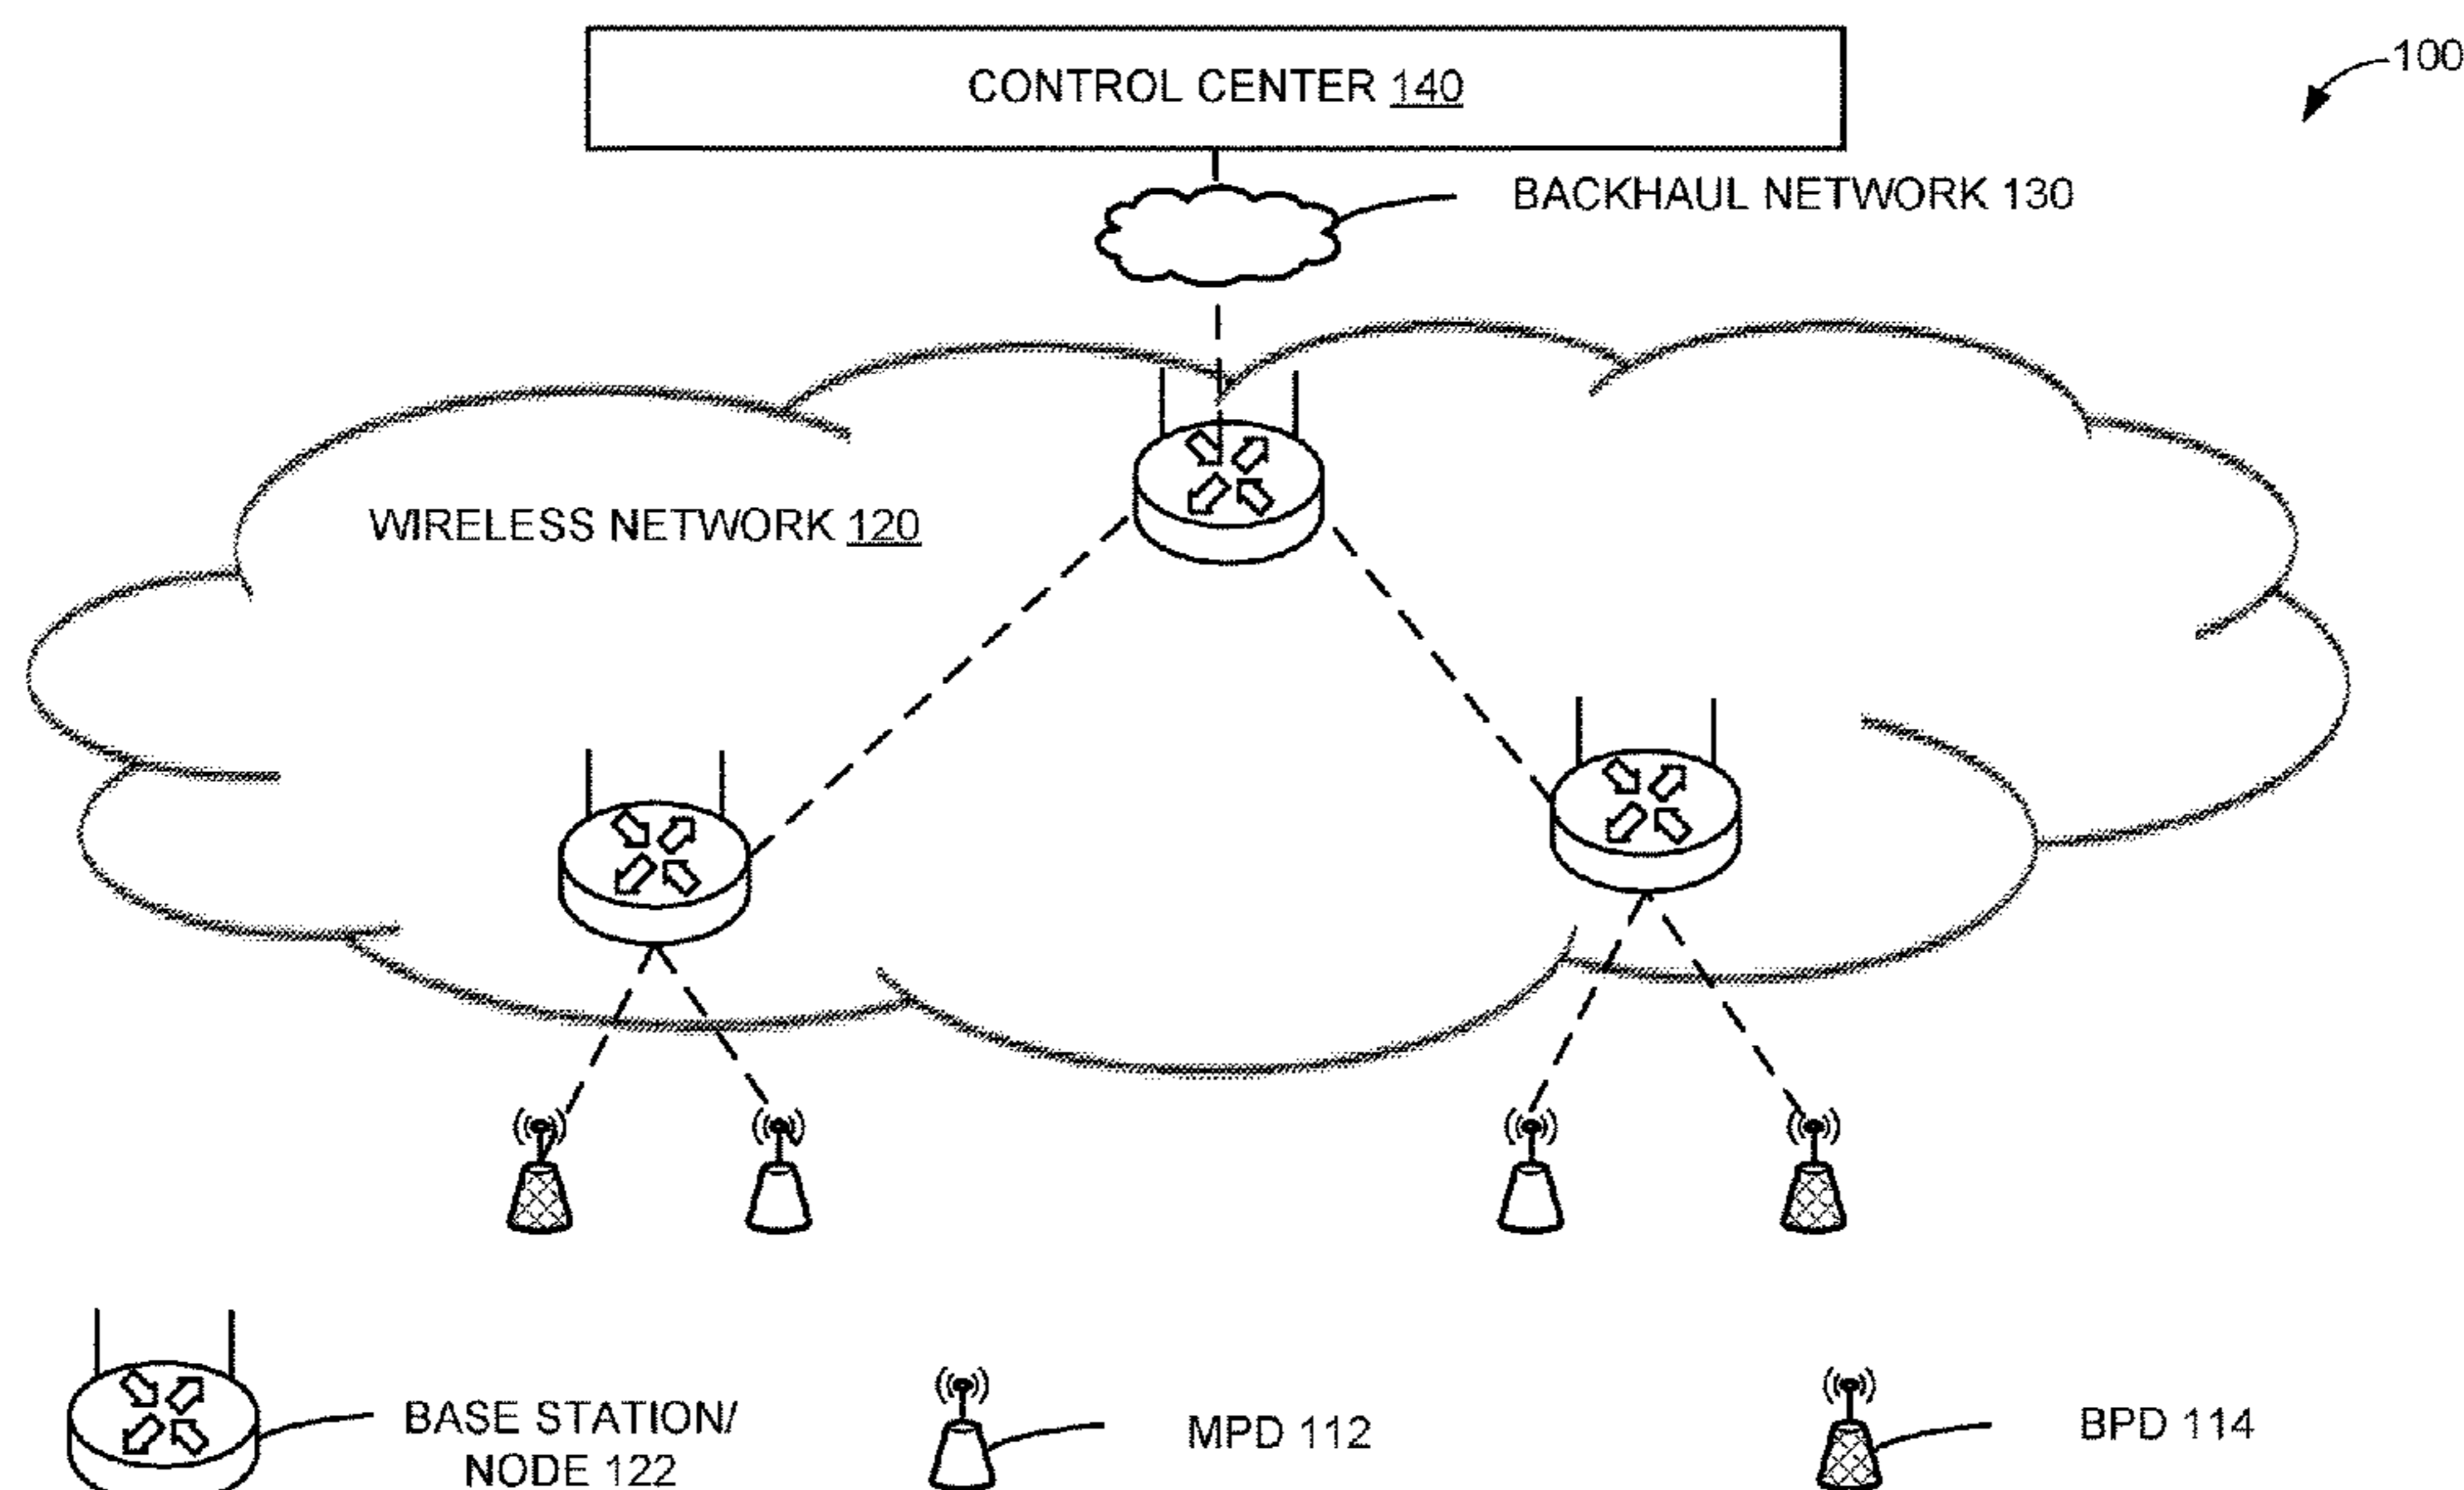 CONTROL CENTER 140
100
BACKHAUL NETWORK 130
WIRELESS NETWORK 120
BASE STATION/
NODE 122
MPD 112
BPD 114